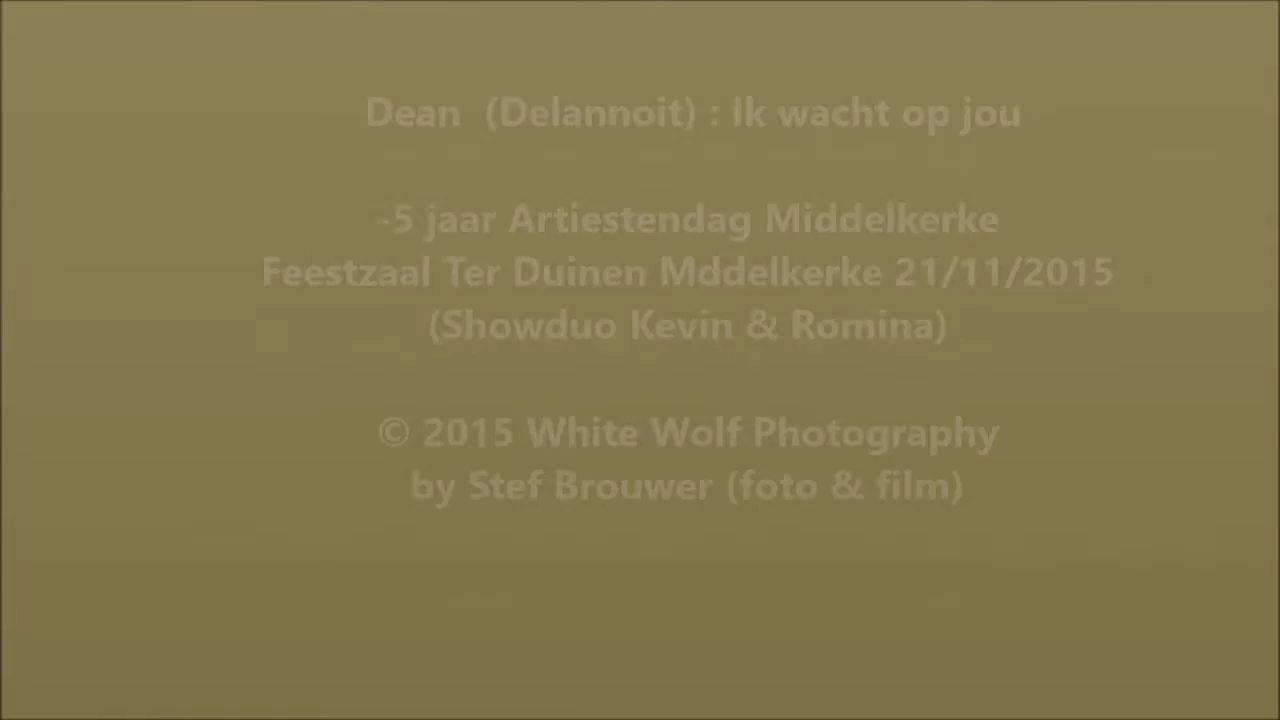 Dean  (Delannoit) : Ik wacht op jou
-5 jaar Artiestendag Middelkerke
Feestzaal Ter Duinen Mddelkerke 21/11/2015
(Showduo Kevin & Romina)
© 2015 White Wolf Photography
by Stef Brouwer (foto & film)